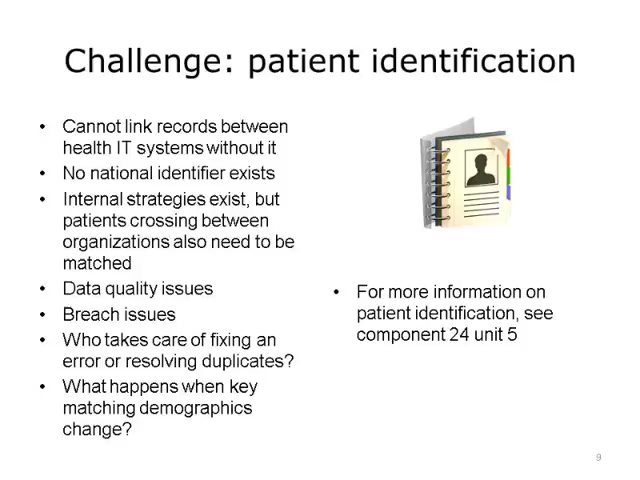 Challenge: patient identification
• Cannot link records between
health IT systems without it
• No national identifier exists
• Internal strategies exist, but
patients crossing between
organizations also need to be
matched
• Data quality issues
• Breach issues
• Who takes care of fixing an
error or resolving duplicates?
• What happens when key
matching demographics
change?
• For more information on
patient identification, see
component 24 unit 5
9